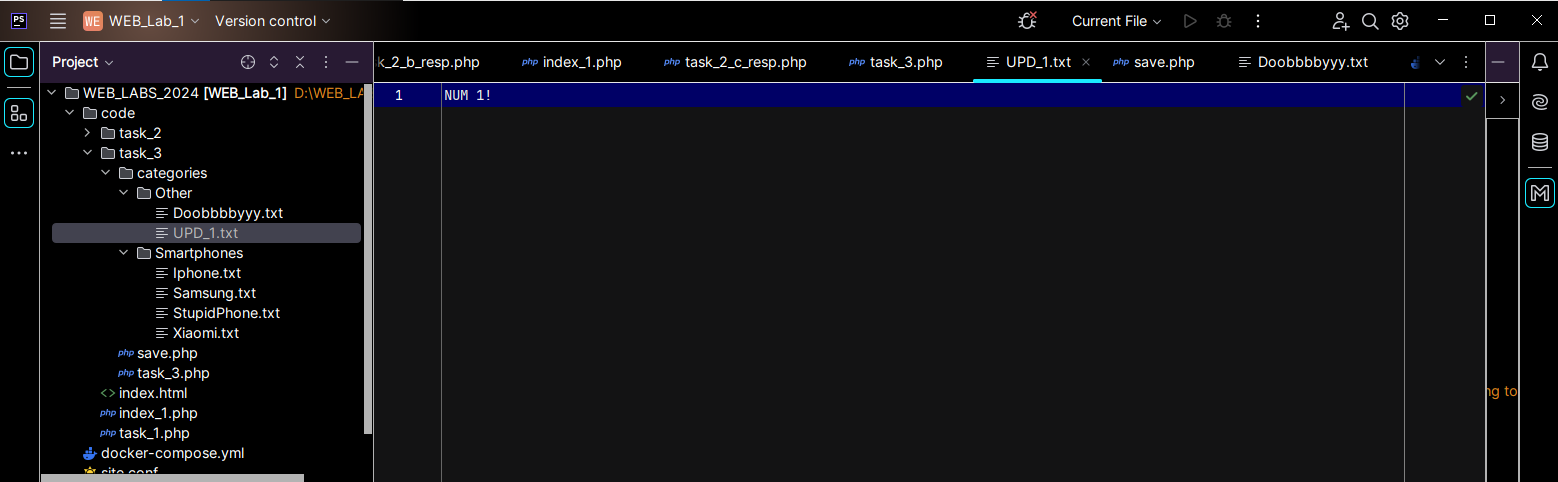 PS WE WEB_Lab_1 Version control Current File
Project k_2_b_resp.php php index_1.php php task_2_c_resp.php php task_3.php UPD_1.txt php save.php Doobbbbyyy.txt
WEB_LABS_2024 [WEB_Lab_1] D:\WEB_LA
1 NUM 1!
code
task_2
task_3
categories
Other
Doobbbbyyy.txt
UPD_1.txt
Smartphones
Iphone.txt
Samsung.txt
StupidPhone.txt
Xiaomi.txt
php save.php
php task_3.php
<> index.html
ng to
php index_1.php
php task_1.php
docker-compose.yml
site.conf